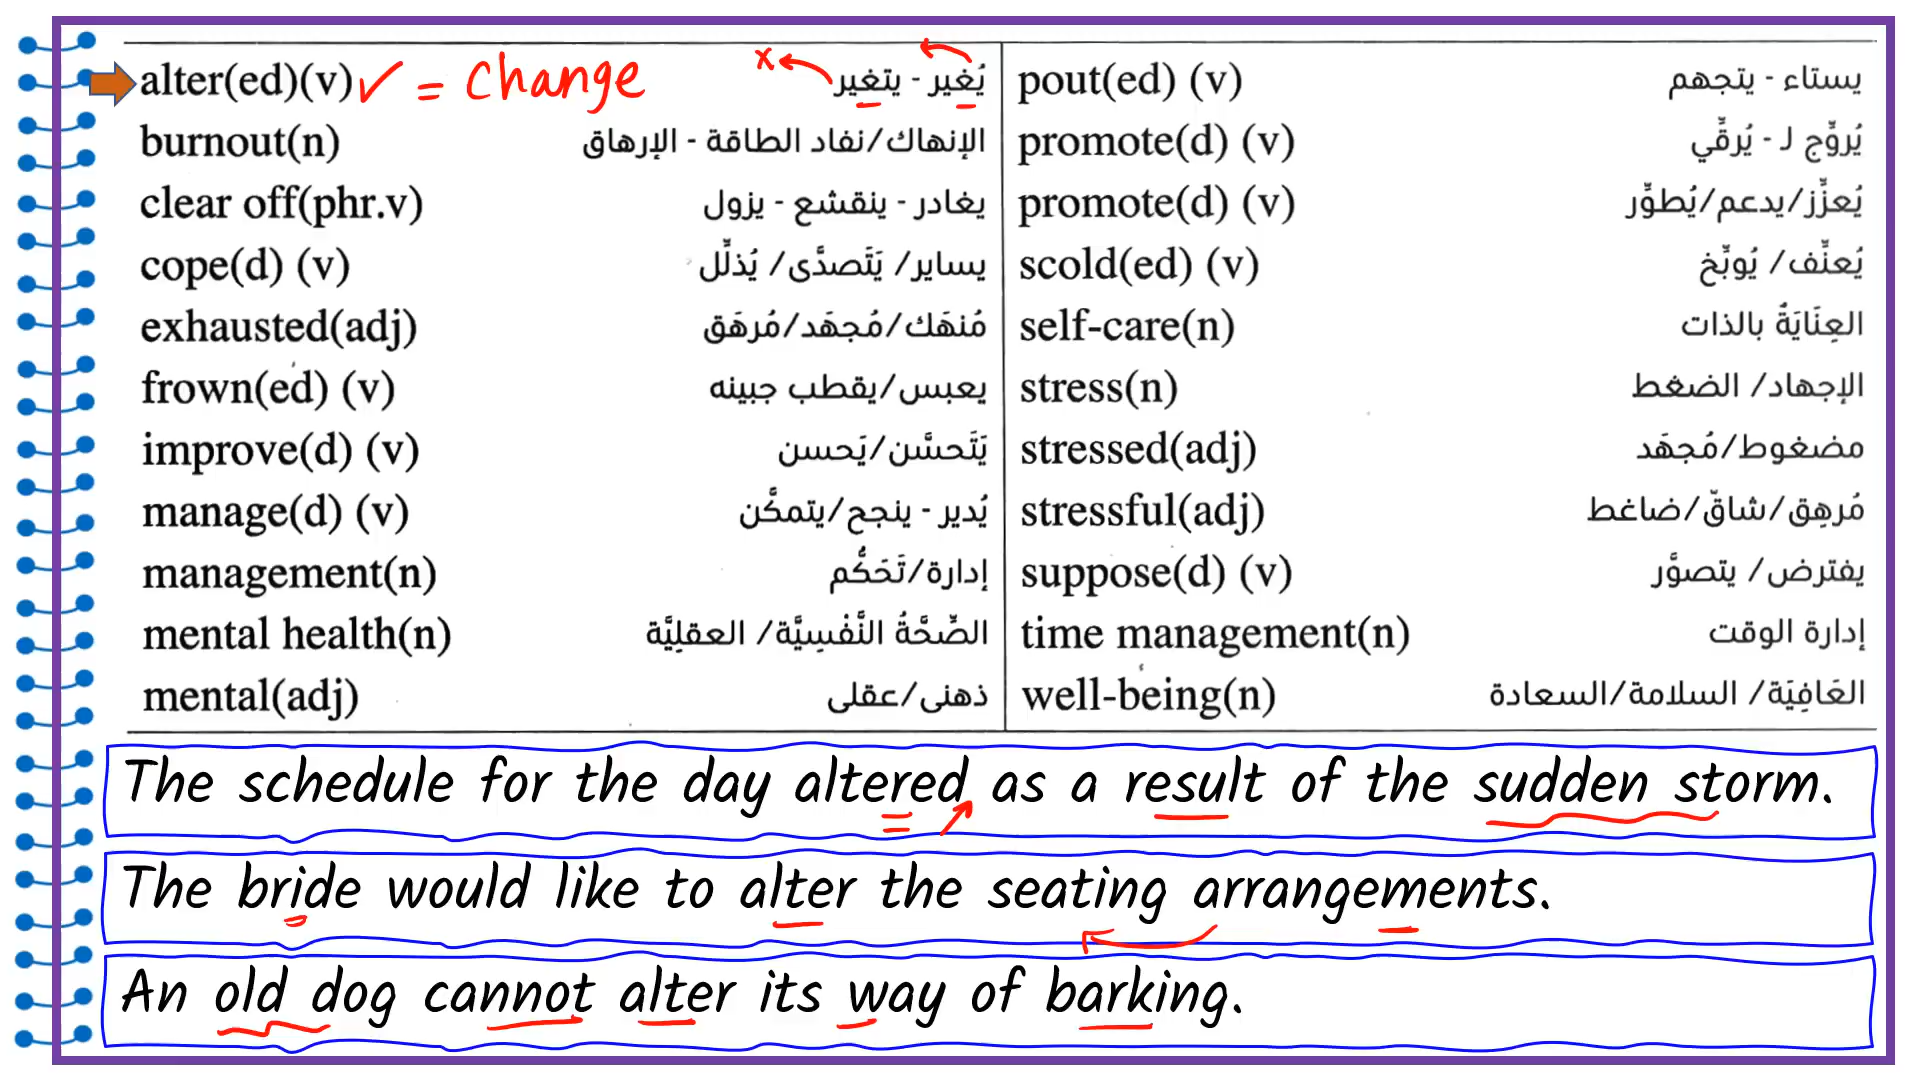 alter(ed)(v) ✓ = Change يُغير - يتغير x
burnout(n) الإنهاك/نفاد الطاقة - الإرهاق
clear off(phr.v) يغادر - ينقشع - يزول
cope(d) (v) يساير/ يَتَصدَّى/ يُذلِّل
exhausted(adj) مُنهَك/مُجهَد/مُرهَق
frown(ed) (v) يعبس/يقطب جبينه
improve(d) (v) يَتَحسَّن/يَحسن
manage(d) (v) يُدير - ينجح/يتمكَّن
management(n) إدارة/تَحَكُّم
mental health(n) الصِّحَّةُ النَّفْسِيَّة/ العقلِيَّة
mental(adj) ذهنى/عقلى
pout(ed) (v) يستاء - يتجهم
promote(d) (v) يُروِّج لـ - يُرقِّي
promote(d) (v) يُعزِّز/يدعم/يُطوِّر
scold(ed) (v) يُعنِّف/ يُوبِّخ
self-care(n) العِنَايَةُ بالذات
stress(n) الإجهاد/ الضغط
stressed(adj) مضغوط/مُجهَد
stressful(adj) مُرهِق/شاقّ/ضاغط
suppose(d) (v) يفترض/ يتصوَّر
time management(n) إدارة الوقت
well-being(n) العَافِيَة/ السلامة/السعادة
The schedule for the day altered as a result of the sudden storm.
The bride would like to alter the seating arrangements.
An old dog cannot alter its way of barking.